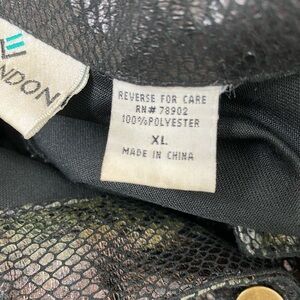 E
NDON
REVERSE FOR CARE
RN# 78902
100%POLYESTER
XL
MADE IN CHINA